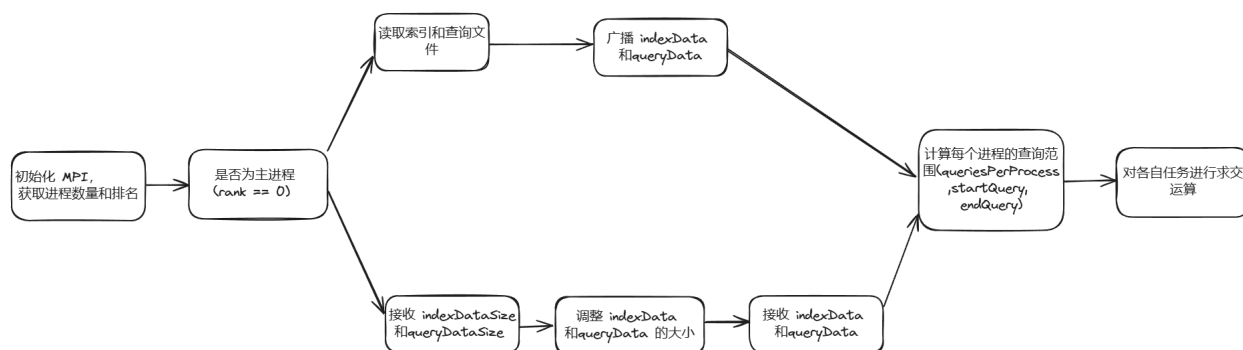 初始化 MPI,
获取进程数量和排名
是否为主进程
(rank == 0)
读取索引和查询文
件
广播 indexData
和queryData
接收 indexDataSize
和queryDataSize
调整 indexData
和queryData 的大小
接收 indexData
和queryData
计算每个进程的查询范
围(queriesPerProcess
,startQuery,
endQuery)
对各自任务进行求交
运算